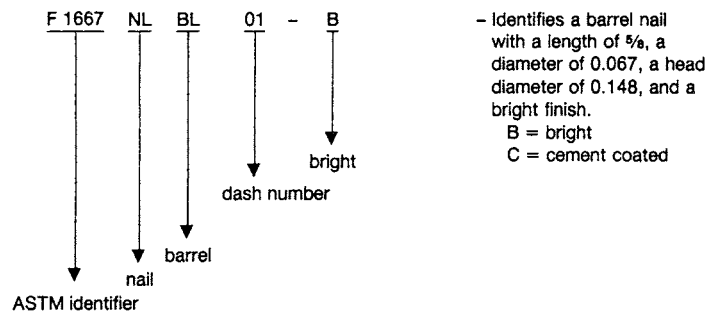 F 1667 NL BL 01 – B
– Identifies a barrel nail
with a length of 5/8, a
diameter of 0.067, a head
diameter of 0.148, and a
bright finish.
B = bright
C = cement coated
bright
dash number
barrel
nail
ASTM identifier